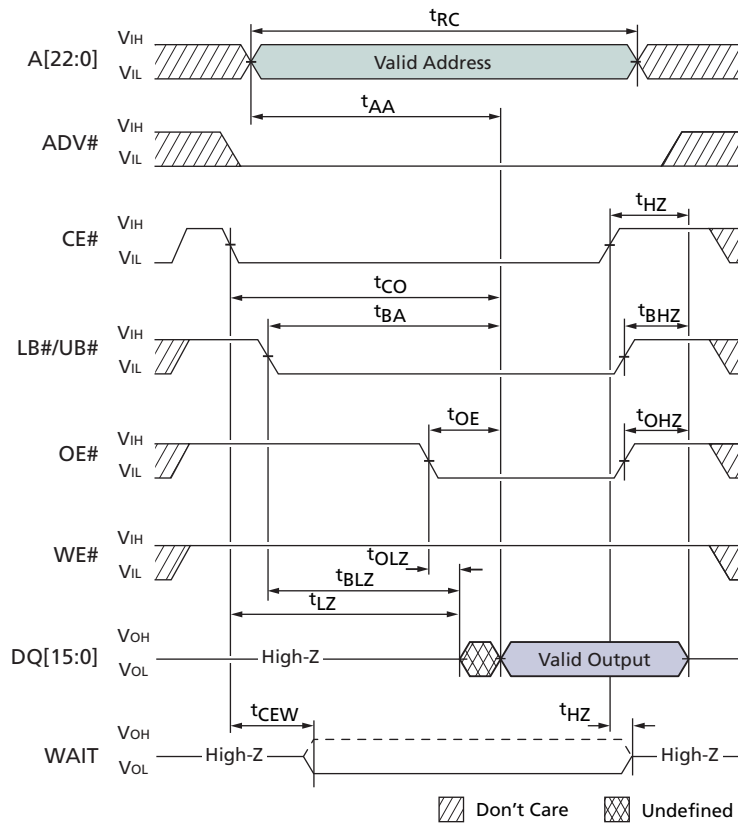 tRC
VIH
A[22:0]
Valid Address
VIL
tAA
VIH
ADV#
VIL
tHZ
VIH
CE#
VIL
tCO
tBA
tBHZ
VIH
LB#/UB#
VIL
tOE
tOHZ
VIH
OE#
VIL
VIH
WE#
tOLZ
VIL
tBLZ
tLZ
VOH
DQ[15:0]
High-Z
Valid Output
VOL
tCEW
tHZ
VOH
WAIT
High-Z
High-Z
VOL
Don't Care
Undefined